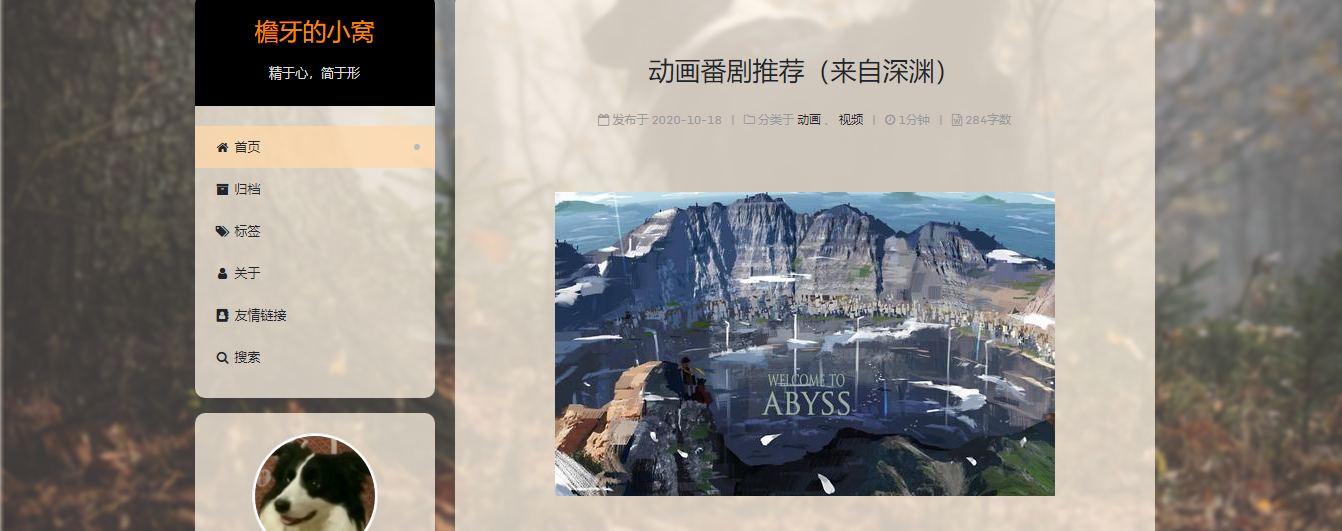 檐牙的小窝
精于心，简于形
首页
归档
标签
关于
友情链接
搜索
动画番剧推荐（来自深渊）
发布于 2020-10-18 | 分类于 动画 、 视频 | 1分钟 | 284字数
WELCOME TO
ABYSS